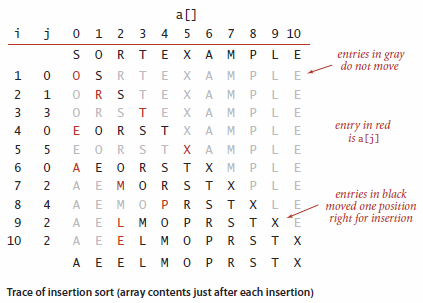 a[]
i j 0 1 2 3 4 5 6 7 8 9 10
S O R T E X A M P L E
1 0 O S R T E X A M P L E
2 1 O R S T E X A M P L E
3 3 O R S T E X A M P L E
4 0 E O R S T X A M P L E
5 5 E O R S T X A M P L E
6 0 A E O R S T X M P L E
7 2 A E M O R S T X P L E
8 4 A E M O P R S T X L E
9 2 A E L M O P R S T X E
10 2 A E E L M O P R S T X
A E E L M O P R S T X
entries in gray
do not move
entry in red
is a[j]
entries in black
moved one position
right for insertion
Trace of insertion sort (array contents just after each insertion)